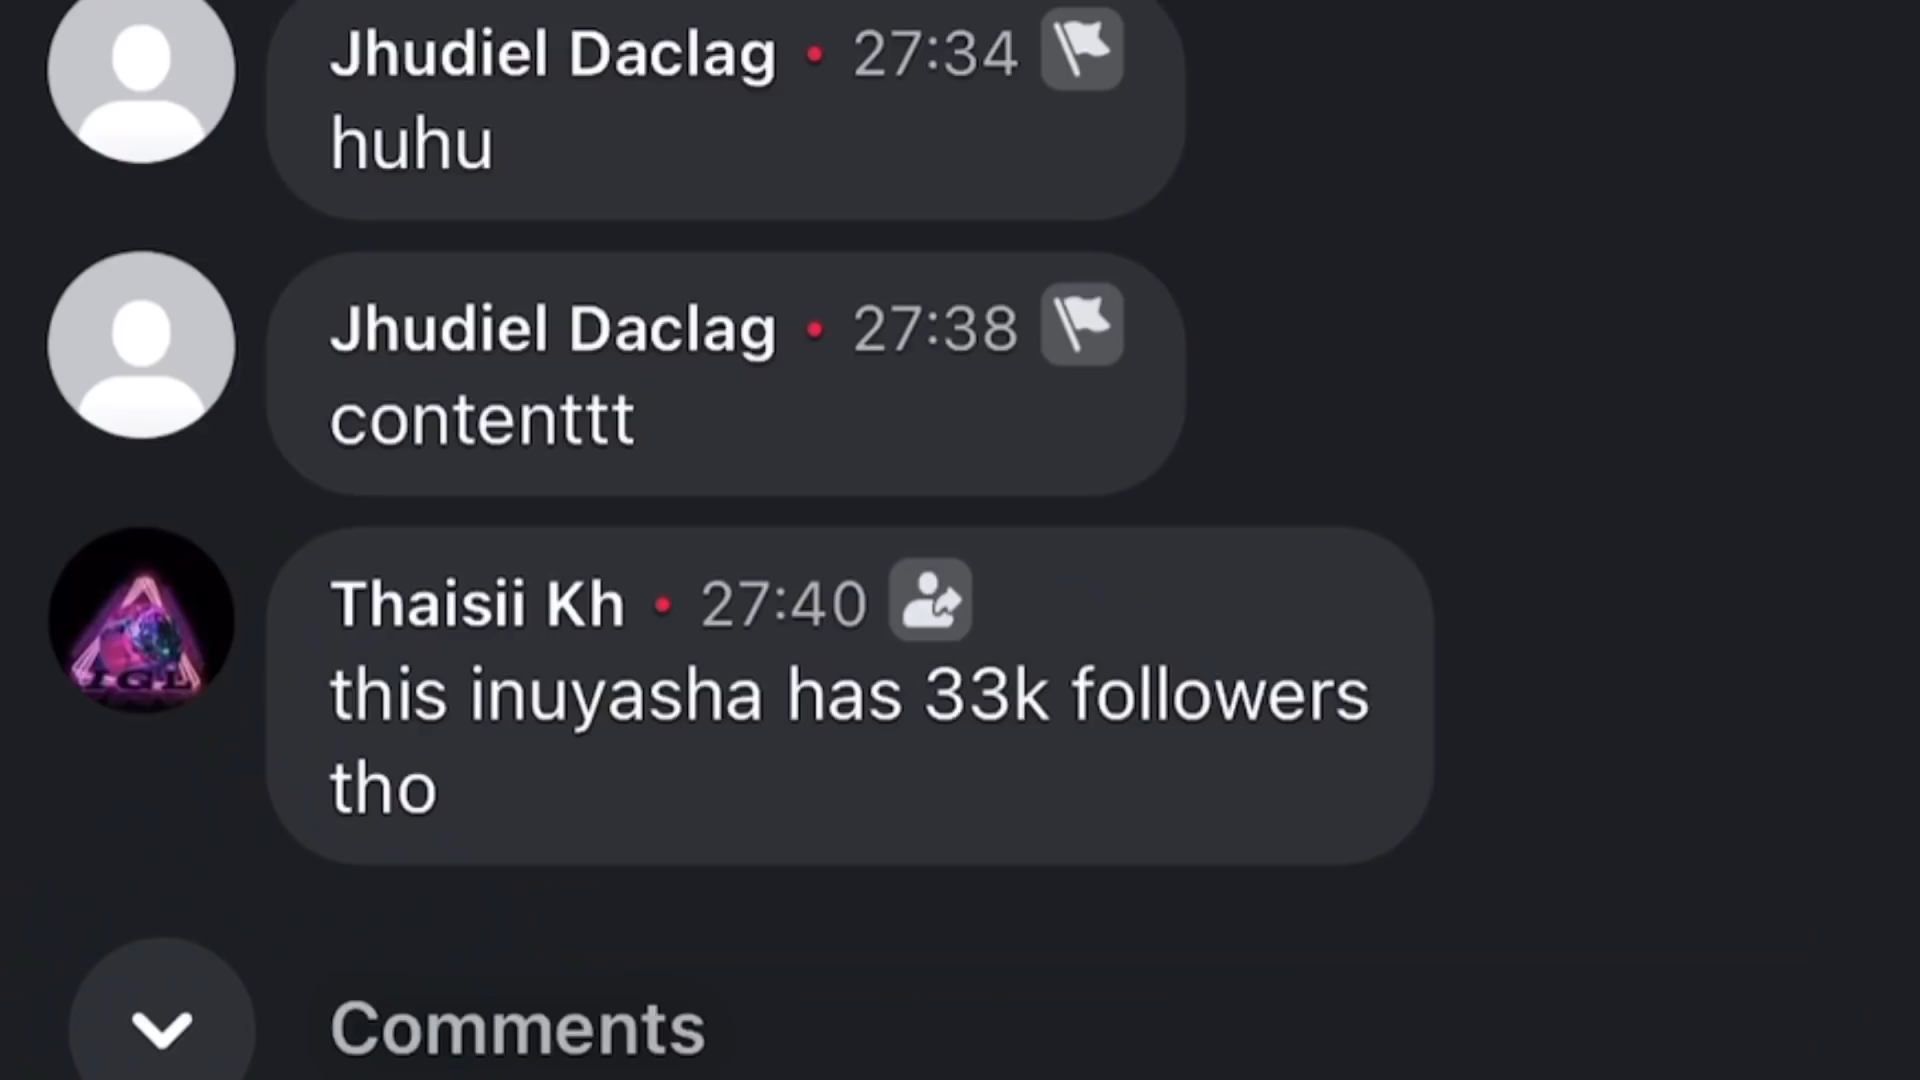 Jhudiel Daclag • 27:34
huhu
Jhudiel Daclag • 27:38
contenttt
Thaisii Kh • 27:40
this inuyasha has 33k followers
tho
IGL
Comments